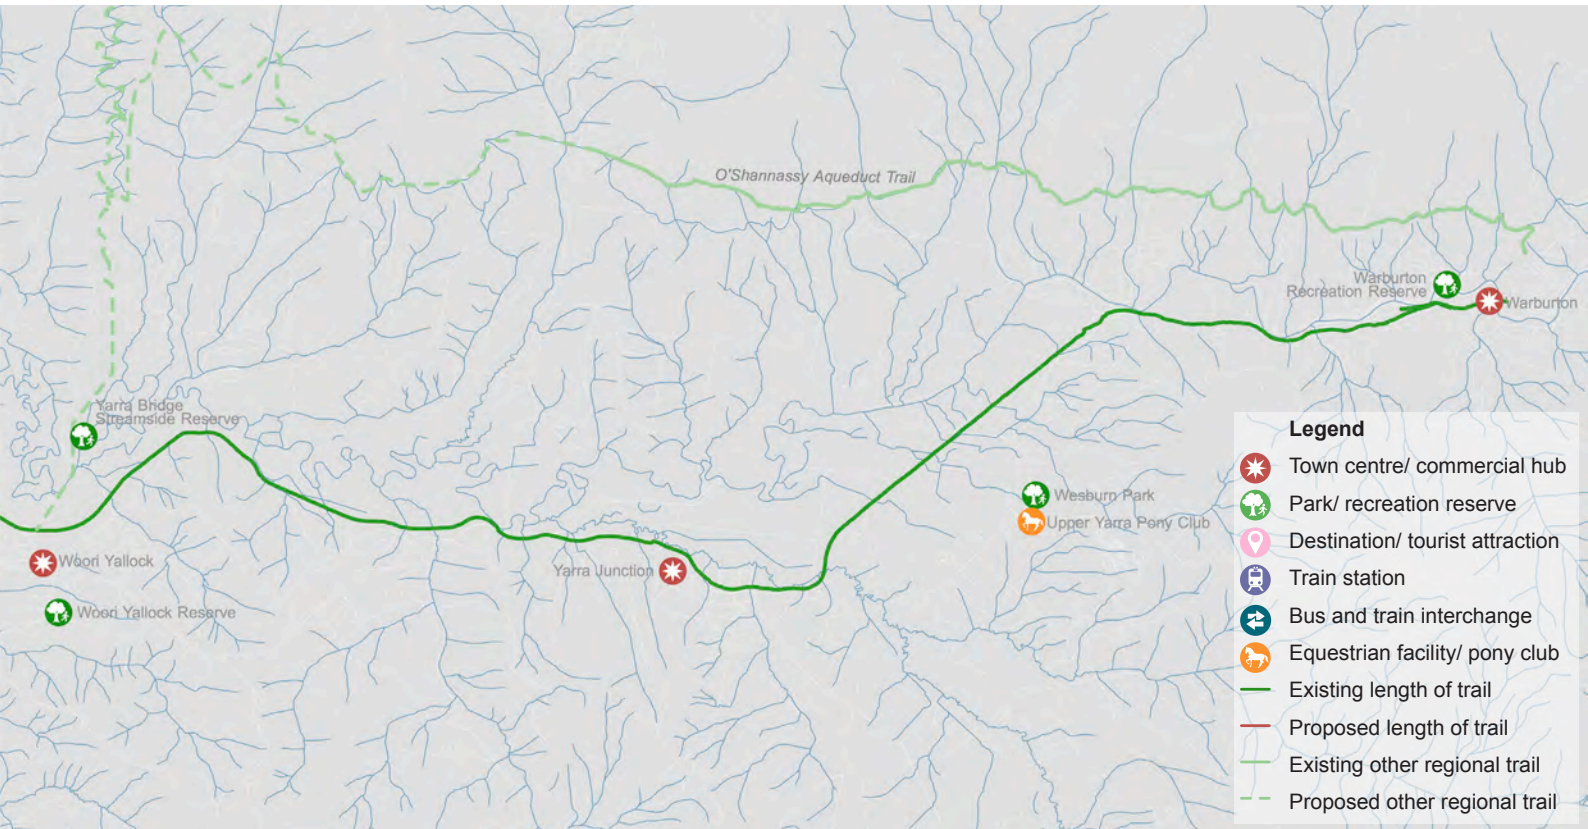 O'Shannassy Aqueduct Trail
Warburton
Recreation Reserve
Warburton
Yarra Bridge
Streamside Reserve
Wesburn Park
Upper Yarra Pony Club
Woori Yallock
Yarra Junction
Woori Yallock Reserve
Legend
Town centre/ commercial hub
Park/ recreation reserve
Destination/ tourist attraction
Train station
Bus and train interchange
Equestrian facility/ pony club
Existing length of trail
Proposed length of trail
Existing other regional trail
Proposed other regional trail